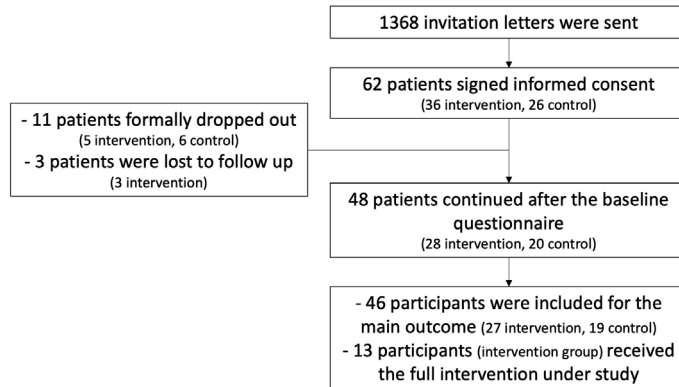 1368 invitation letters were sent
62 patients signed informed consent
(36 intervention, 26 control)
- 11 patients formally dropped out
(5 intervention, 6 control)
- 3 patients were lost to follow up
(3 intervention)
48 patients continued after the baseline
questionnaire
(28 intervention, 20 control)
- 46 participants were included for the
main outcome (27 intervention, 19 control)
- 13 participants (intervention group) received
the full intervention under study